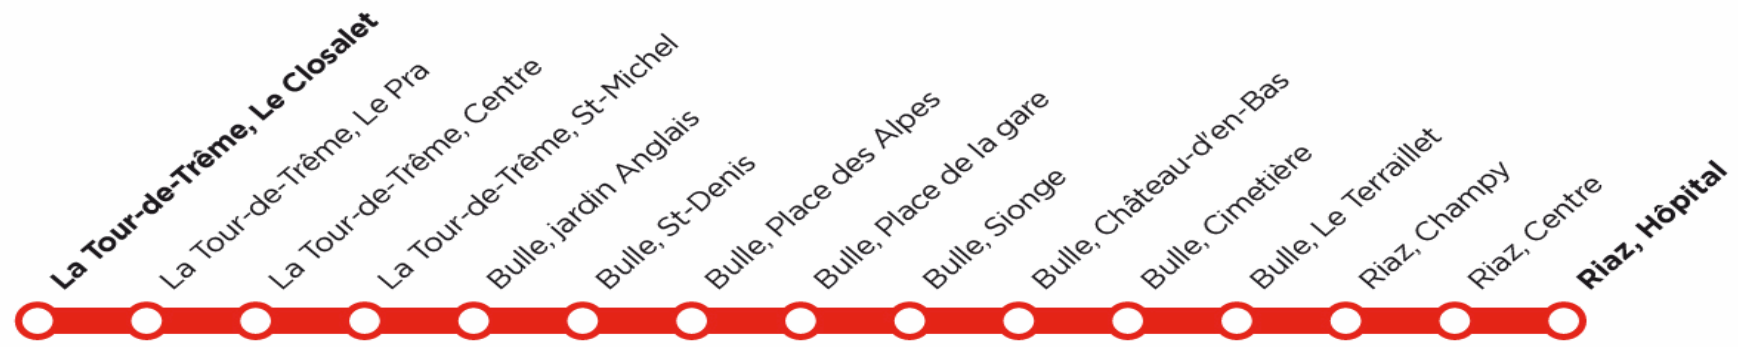 La Tour-de-Trême, Le Closalet
La Tour-de-Trême, Le Pra
La Tour-de-Trême, Centre
La Tour-de-Trême, St-Michel
Bulle, jardin Anglais
Bulle, St-Denis
Bulle, Place des Alpes
Bulle, Place de la gare
Bulle, Sionge
Bulle, Château-d'en-Bas
Bulle, Cimetière
Bulle, Le Terraillet
Riaz, Champy
Riaz, Centre
Riaz, Hôpital